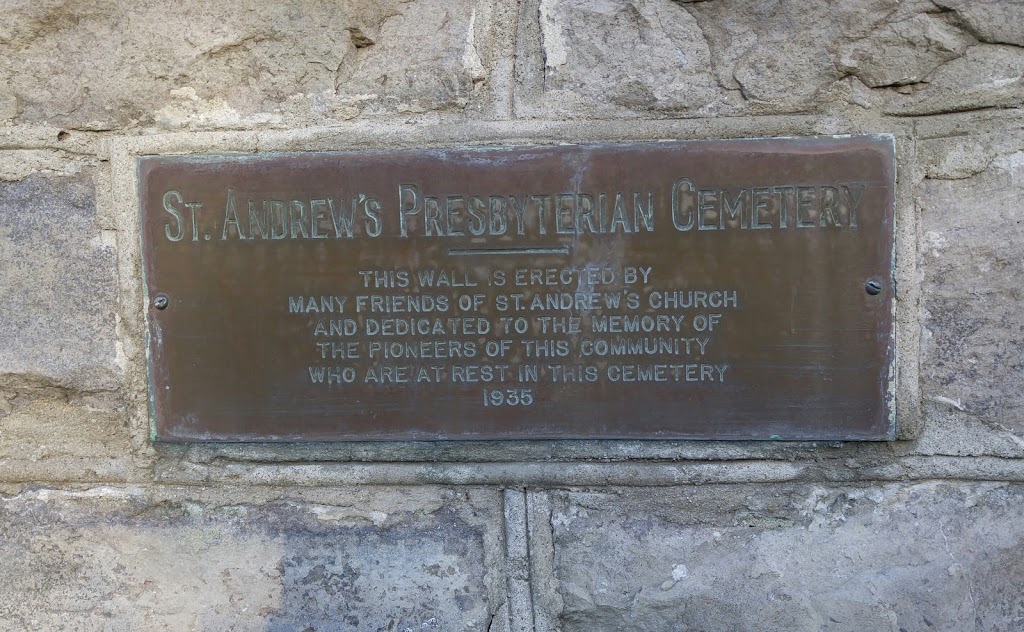 ST. ANDREW'S PRESBYTERIAN CEMETERY
THIS WALL IS ERECTED BY
MANY FRIENDS OF ST. ANDREW'S CHURCH
AND DEDICATED TO THE MEMORY OF
THE PIONEERS OF THIS COMMUNITY
WHO ARE AT REST IN THIS CEMETERY
1935